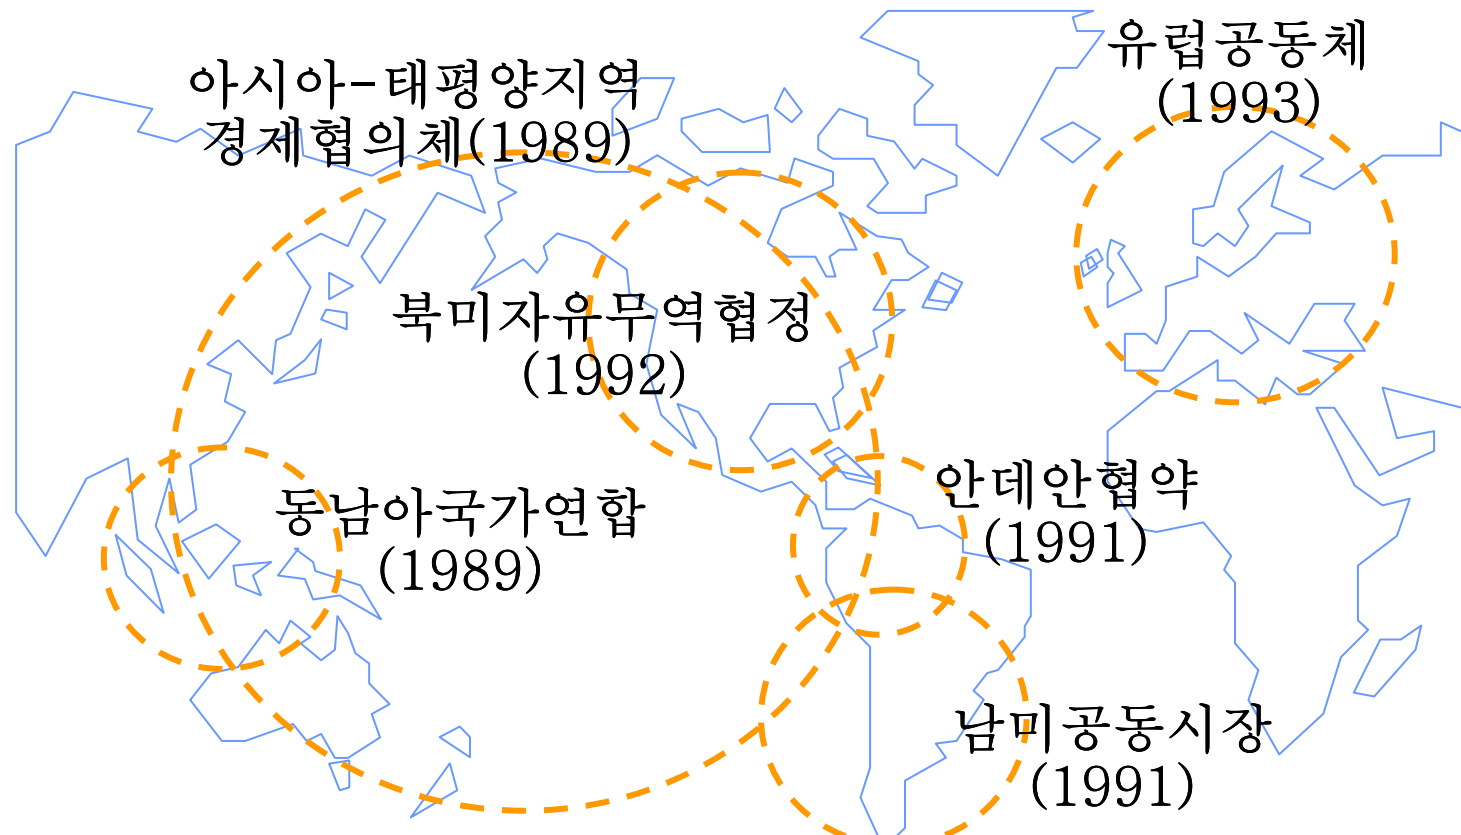 유럽공동체
(1993)
아시아-태평양지역
경제협의체(1989)
북미자유무역협정
(1992)
동남아국가연합
(1989)
안데안협약
(1991)
남미공동시장
(1991)